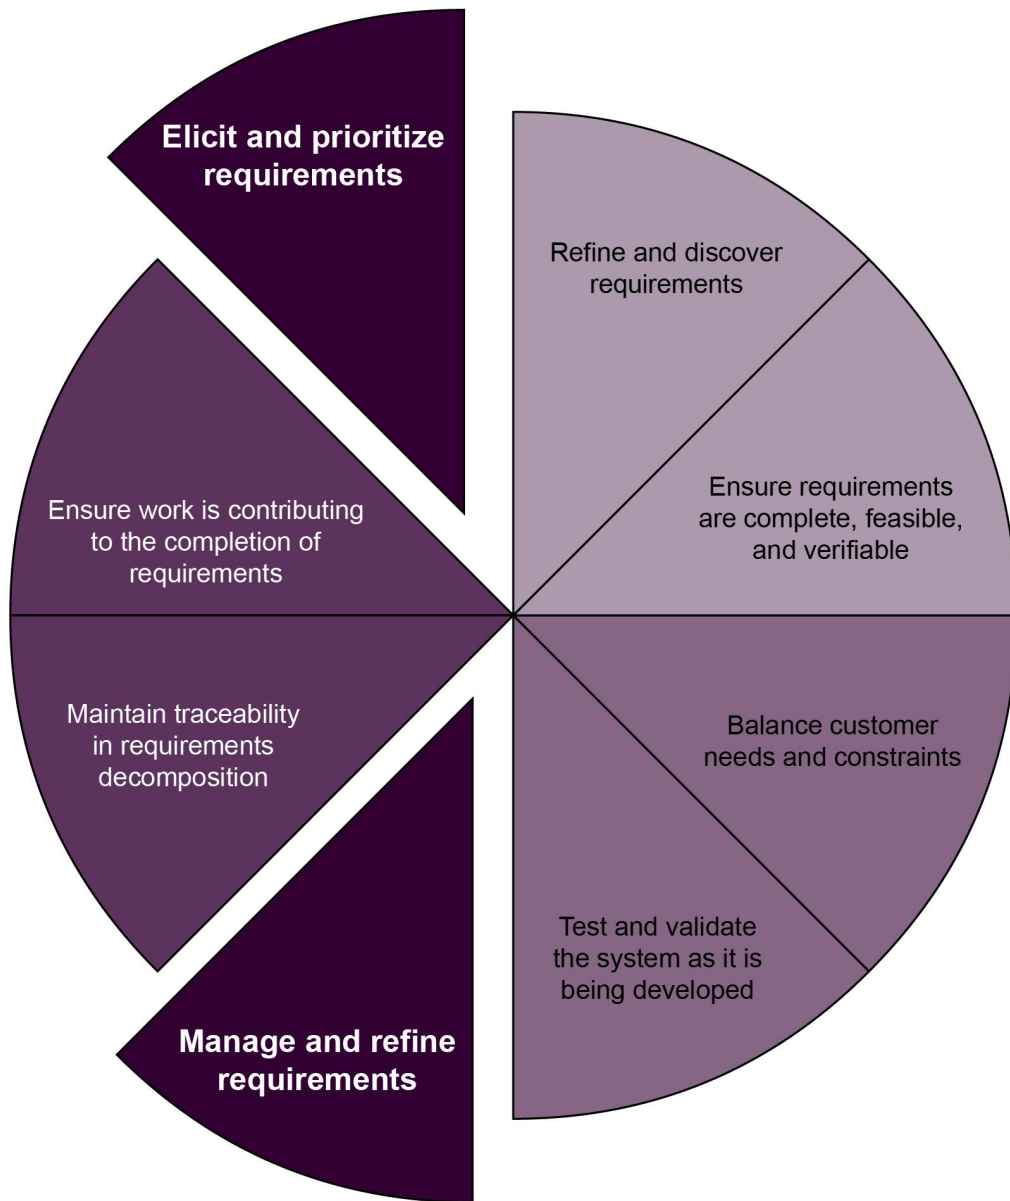 Elicit and prioritize
requirements
Refine and discover
requirements
Ensure requirements
are complete, feasible,
and verifiable
Balance customer
needs and constraints
Test and validate
the system as it is
being developed
Manage and refine
requirements
Maintain traceability
in requirements
decomposition
Ensure work is contributing
to the completion of
requirements